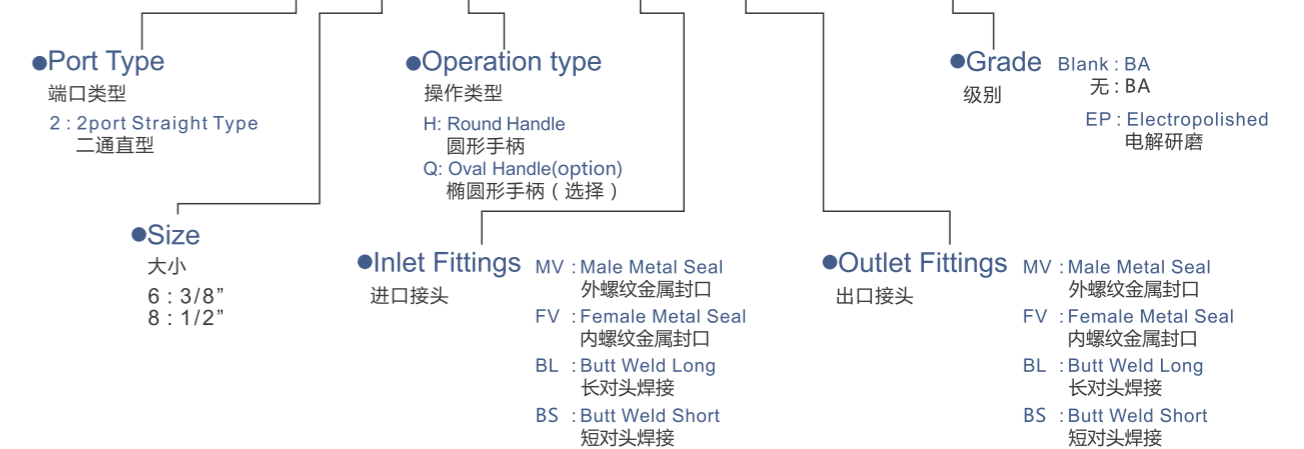 ●Port Type
端口类型
2 : 2port Straight Type
二通直型
●Size
大小
6 : 3/8”
8 : 1/2”
●Operation type
操作类型
H: Round Handle
圆形手柄
Q: Oval Handle(option)
椭圆形手柄（选择）
●Inlet Fittings
进口接头
MV : Male Metal Seal
外螺纹金属封口
FV : Female Metal Seal
内螺纹金属封口
BL : Butt Weld Long
长对头焊接
BS : Butt Weld Short
短对头焊接
●Outlet Fittings
出口接头
MV : Male Metal Seal
外螺纹金属封口
FV : Female Metal Seal
内螺纹金属封口
BL : Butt Weld Long
长对头焊接
BS : Butt Weld Short
短对头焊接
●Grade
级别
Blank : BA
无 : BA
EP : Electropolished
电解研磨